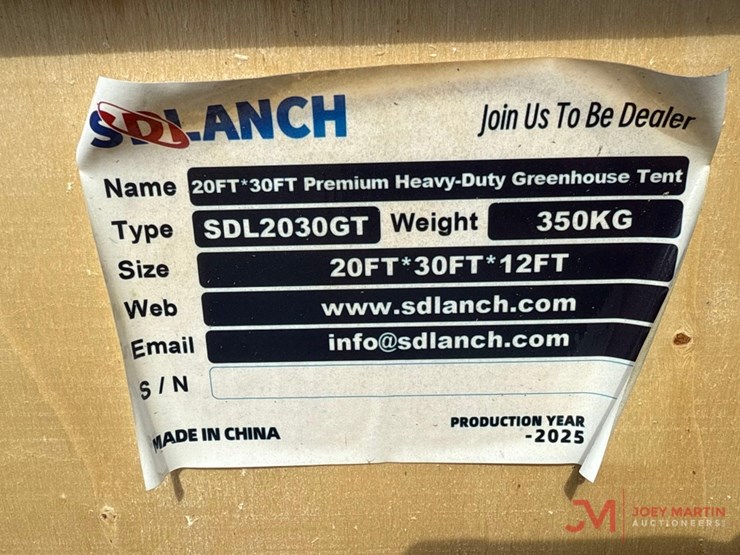 SDLANCH
Join Us To Be Dealer
Name 20FT*30FT Premium Heavy-Duty Greenhouse Tent
Type SDL2030GT Weight 350KG
Size 20FT*30FT*12FT
Web www.sdlanch.com
Email info@sdlanch.com
S / N
MADE IN CHINA
PRODUCTION YEAR
-2025
JM JOEY MARTIN
AUCTIONEERS